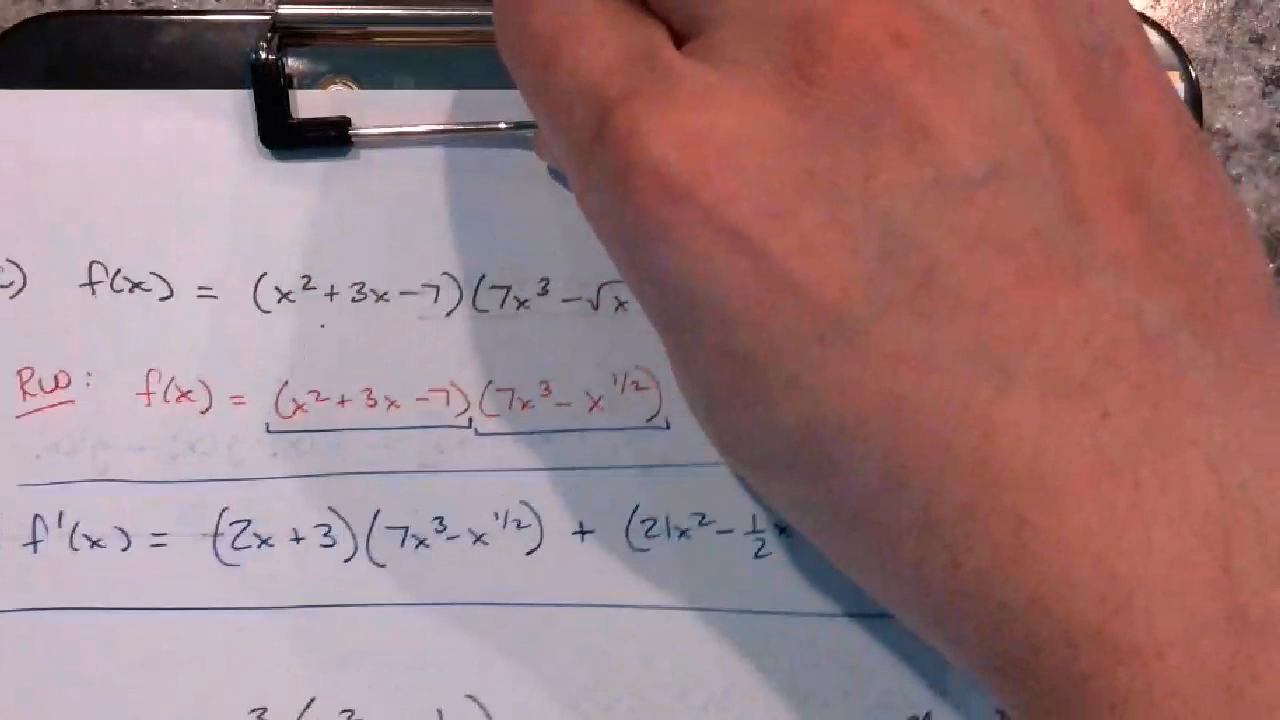 c) f(x) = (x² + 3x − 7)(7x³ − √x
RW: f(x) = (x² + 3x − 7)(7x³ − x^1/2)
f'(x) = (2x + 3)(7x³ − x^1/2) + (21x² − 1/2 x